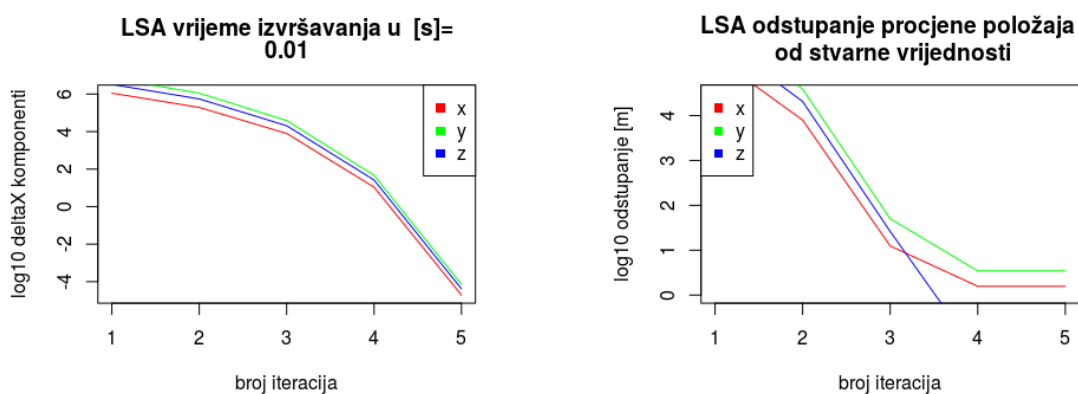 LSA vrijeme izvršavanja u  [s]=
0.01
log10 deltaX komponenti
6
4
2
0
-2
-4
x
y
z
1 2 3 4 5
broj iteracija
LSA odstupanje procjene položaja
od stvarne vrijednosti
log10 odstupanje [m]
4
3
2
1
0
x
y
z
1 2 3 4 5
broj iteracija